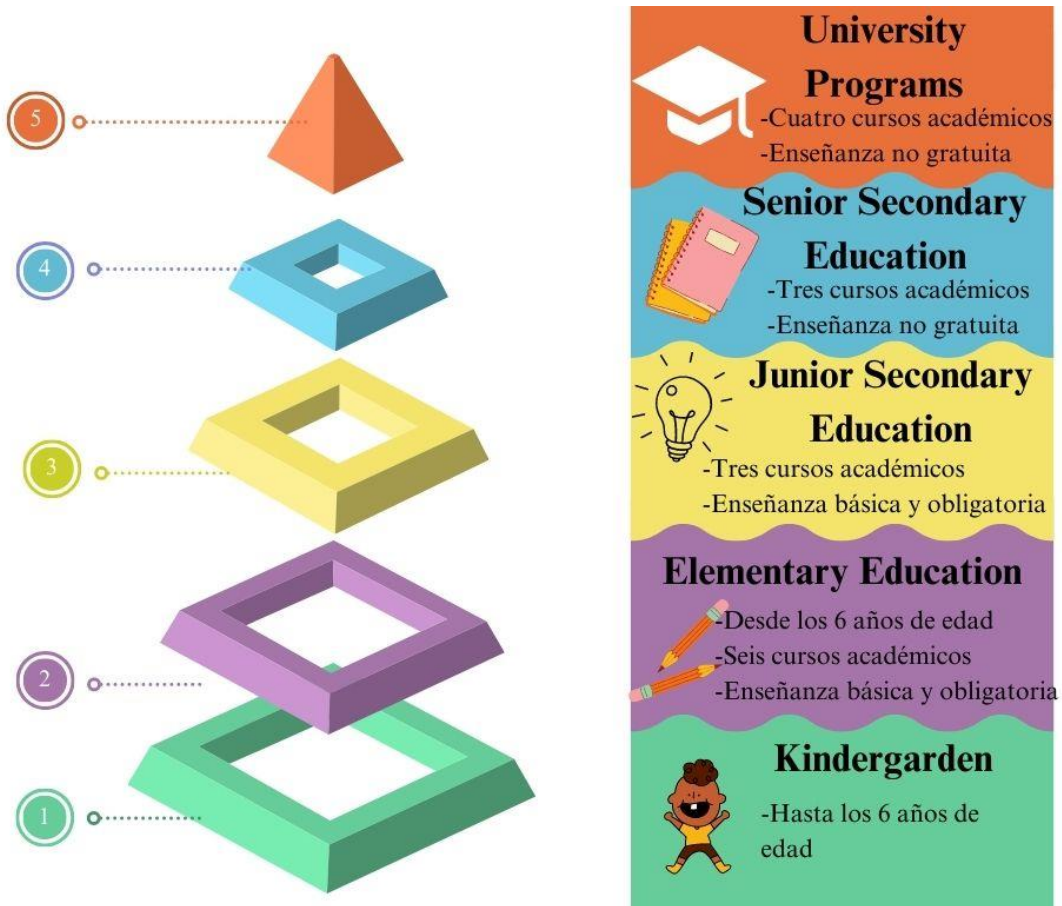 5
4
3
2
1
University
Programs
-Cuatro cursos académicos
-Enseñanza no gratuita
Senior Secondary
Education
-Tres cursos académicos
-Enseñanza no gratuita
Junior Secondary
Education
-Tres cursos académicos
-Enseñanza básica y obligatoria
Elementary Education
-Desde los 6 años de edad
-Seis cursos académicos
-Enseñanza básica y obligatoria
Kindergarden
-Hasta los 6 años de
edad